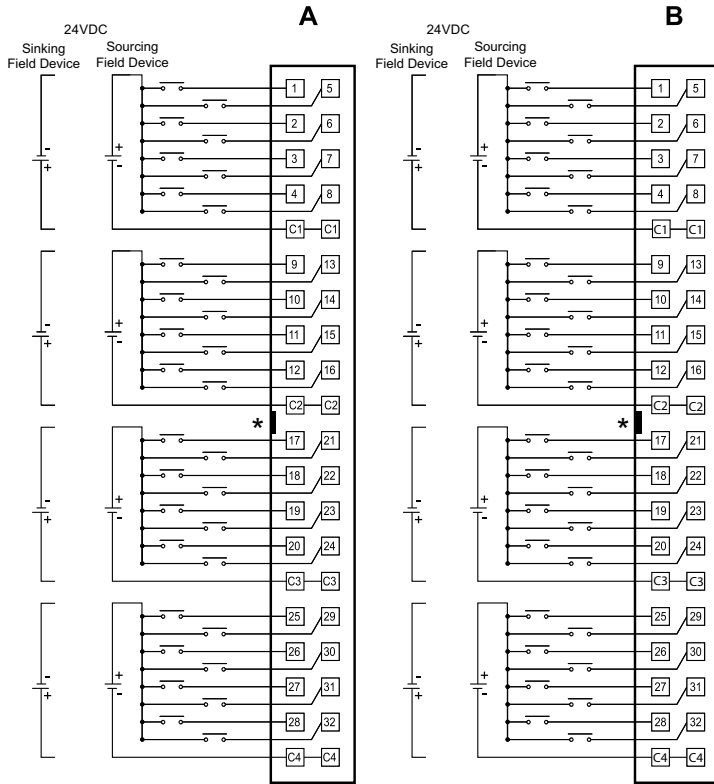 A
24VDC
Sinking
Field Device
Sourcing
Field Device
+ -
- +
1 5
2 6
3 7
4 8
C1 C1
+ -
- +
9 13
10 14
11 15
12 16
C2 C2
*
+ -
- +
17 21
18 22
19 23
20 24
C3 C3
+ -
- +
25 29
26 30
27 31
28 32
C4 C4
B
24VDC
Sinking
Field Device
Sourcing
Field Device
+ -
- +
1 5
2 6
3 7
4 8
C1 C1
+ -
- +
9 13
10 14
11 15
12 16
C2 C2
*
+ -
- +
17 21
18 22
19 23
20 24
C3 C3
+ -
- +
25 29
26 30
27 31
28 32
C4 C4